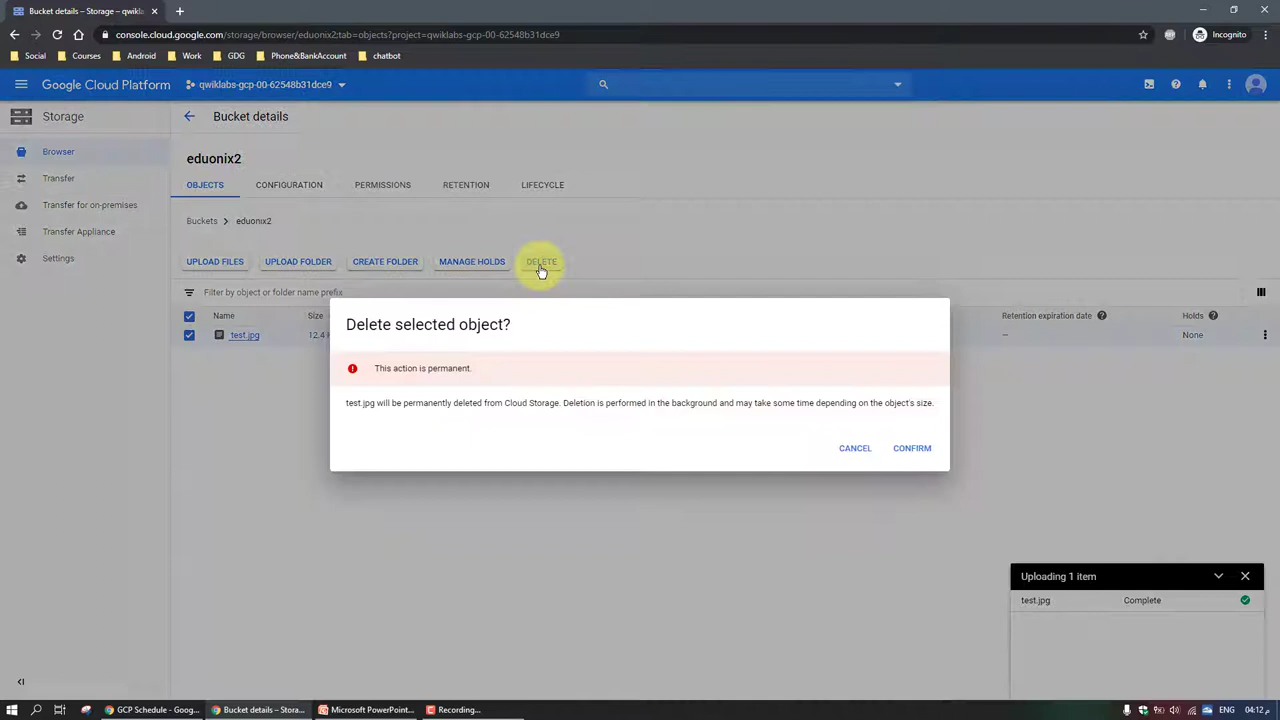 Bucket details – Storage – qwikla
console.cloud.google.com/storage/browser/eduonix2;tab=objects?project=qwiklabs-gcp-00-62548b31dce9
Incognito
Social
Courses
Android
Work
GDG
Phone&BankAccount
chatbot
Google Cloud Platform
qwiklabs-gcp-00-62548b31dce9
Storage
Bucket details
Browser
Transfer
Transfer for on-premises
Transfer Appliance
Settings
eduonix2
OBJECTS
CONFIGURATION
PERMISSIONS
RETENTION
LIFECYCLE
Buckets
eduonix2
UPLOAD FILES
UPLOAD FOLDER
CREATE FOLDER
MANAGE HOLDS
DELETE
Filter by object or folder name prefix
Name
Size
Retention expiration date
Holds
test.jpg
12.4
–
None
Delete selected object?
This action is permanent.
test.jpg will be permanently deleted from Cloud Storage. Deletion is performed in the background and may take some time depending on the object's size.
CANCEL
CONFIRM
Uploading 1 item
test.jpg
Complete
GCP Schedule - Goog...
Bucket details – Stora...
Microsoft PowerPoint...
Recording...
ENG
04:12 م